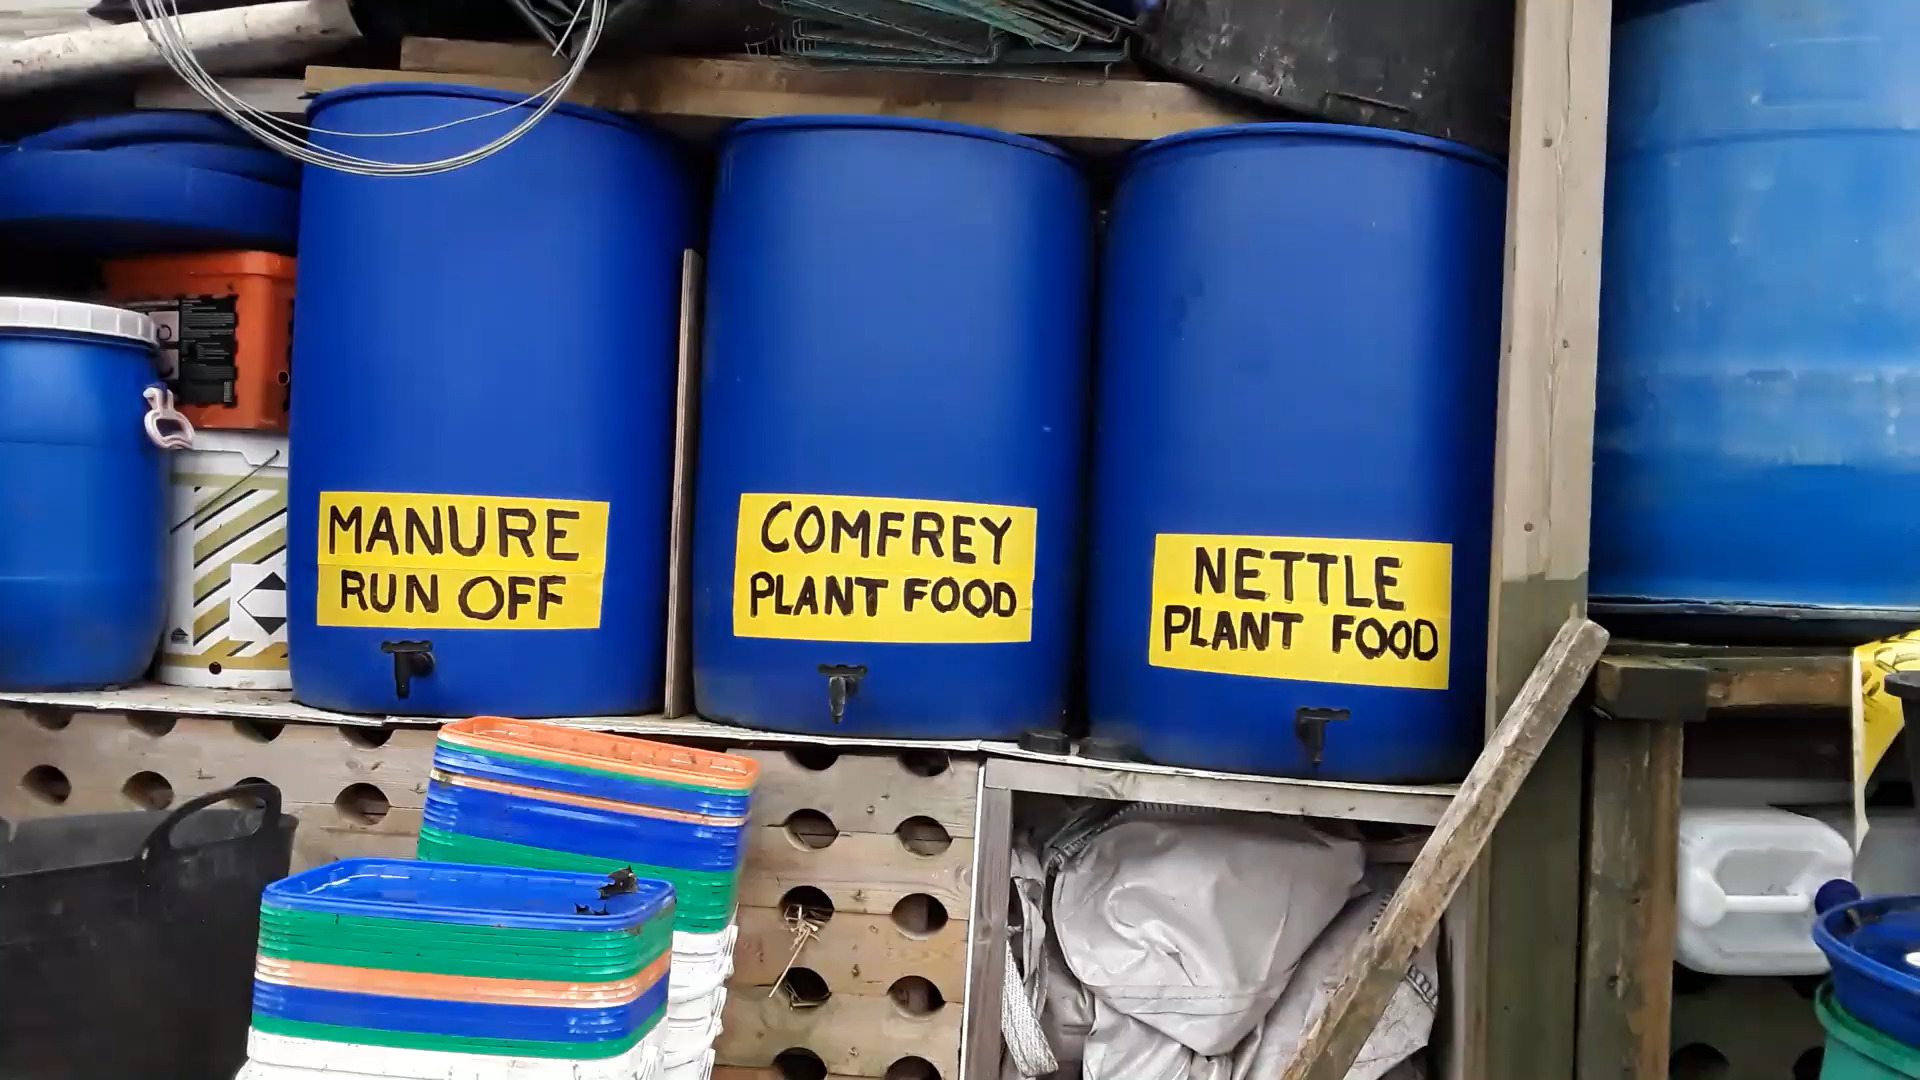 MANURE
RUN OFF
COMFREY
PLANT FOOD
NETTLE
PLANT FOOD